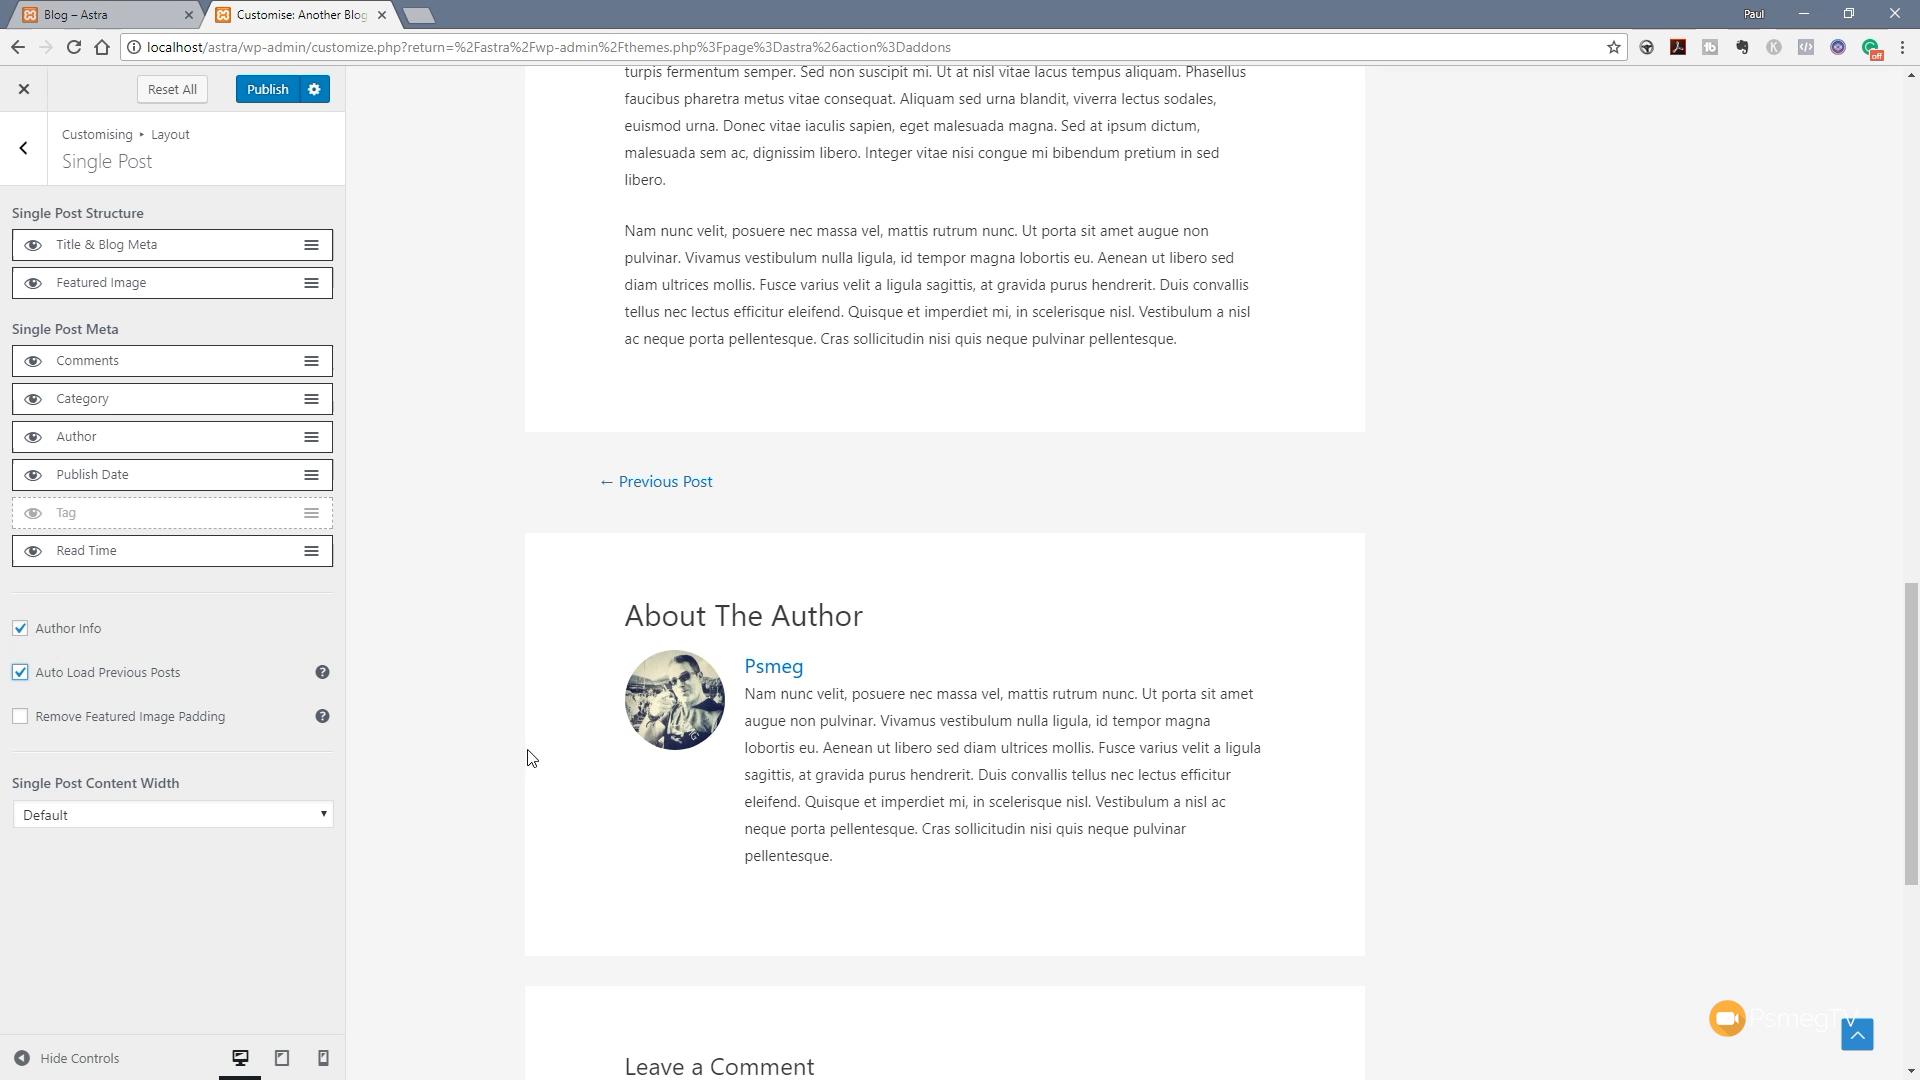 Blog – Astra
Customise: Another Blog
Paul
localhost/astra/wp-admin/customize.php?return=%2Fastra%2Fwp-admin%2Fthemes.php%3Fpage%3Dastra%26action%3Daddons
off
Reset All
Publish
Customising ▸ Layout
Single Post
Single Post Structure
Title & Blog Meta
Featured Image
Single Post Meta
Comments
Category
Author
Publish Date
Tag
Read Time
Author Info
Auto Load Previous Posts
Remove Featured Image Padding
Single Post Content Width
Default
Hide Controls
turpis fermentum semper. Sed non suscipit mi. Ut at nisl vitae lacus tempus aliquam. Phasellus
faucibus pharetra metus vitae consequat. Aliquam sed urna blandit, viverra lectus sodales,
euismod urna. Donec vitae iaculis sapien, eget malesuada magna. Sed at ipsum dictum,
malesuada sem ac, dignissim libero. Integer vitae nisi congue mi bibendum pretium in sed
libero.
Nam nunc velit, posuere nec massa vel, mattis rutrum nunc. Ut porta sit amet augue non
pulvinar. Vivamus vestibulum nulla ligula, id tempor magna lobortis eu. Aenean ut libero sed
diam ultrices mollis. Fusce varius velit a ligula sagittis, at gravida purus hendrerit. Duis convallis
tellus nec lectus efficitur eleifend. Quisque et imperdiet mi, in scelerisque nisl. Vestibulum a nisl
ac neque porta pellentesque. Cras sollicitudin nisi quis neque pulvinar pellentesque.
← Previous Post
About The Author
Psmeg
Nam nunc velit, posuere nec massa vel, mattis rutrum nunc. Ut porta sit amet
augue non pulvinar. Vivamus vestibulum nulla ligula, id tempor magna
lobortis eu. Aenean ut libero sed diam ultrices mollis. Fusce varius velit a ligula
sagittis, at gravida purus hendrerit. Duis convallis tellus nec lectus efficitur
eleifend. Quisque et imperdiet mi, in scelerisque nisl. Vestibulum a nisl ac
neque porta pellentesque. Cras sollicitudin nisi quis neque pulvinar
pellentesque.
Leave a Comment
PsmegTV